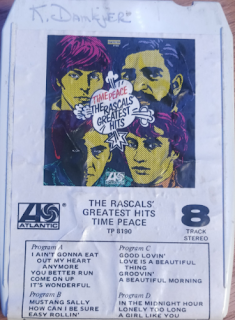 K. Dankyer
TIME PEACE
THE RASCALS'
GREATEST
HITS
THE RASCALS'
GREATEST HITS
TIME PEACE
TP 8190
ATLANTIC
8
TRACK
STEREO
Program A
I AIN'T GONNA EAT
OUT MY HEART
ANYMORE
YOU BETTER RUN
COME ON UP
IT'S WONDERFUL
Program B
MUSTANG SALLY
HOW CAN I BE SURE
EASY ROLLIN'
Program C
GOOD LOVIN'
LOVE IS A BEAUTIFUL
THING
GROOVIN'
A BEAUTIFUL MORNING
Program D
IN THE MIDNIGHT HOUR
LONELY TOO LONG
A GIRL LIKE YOU